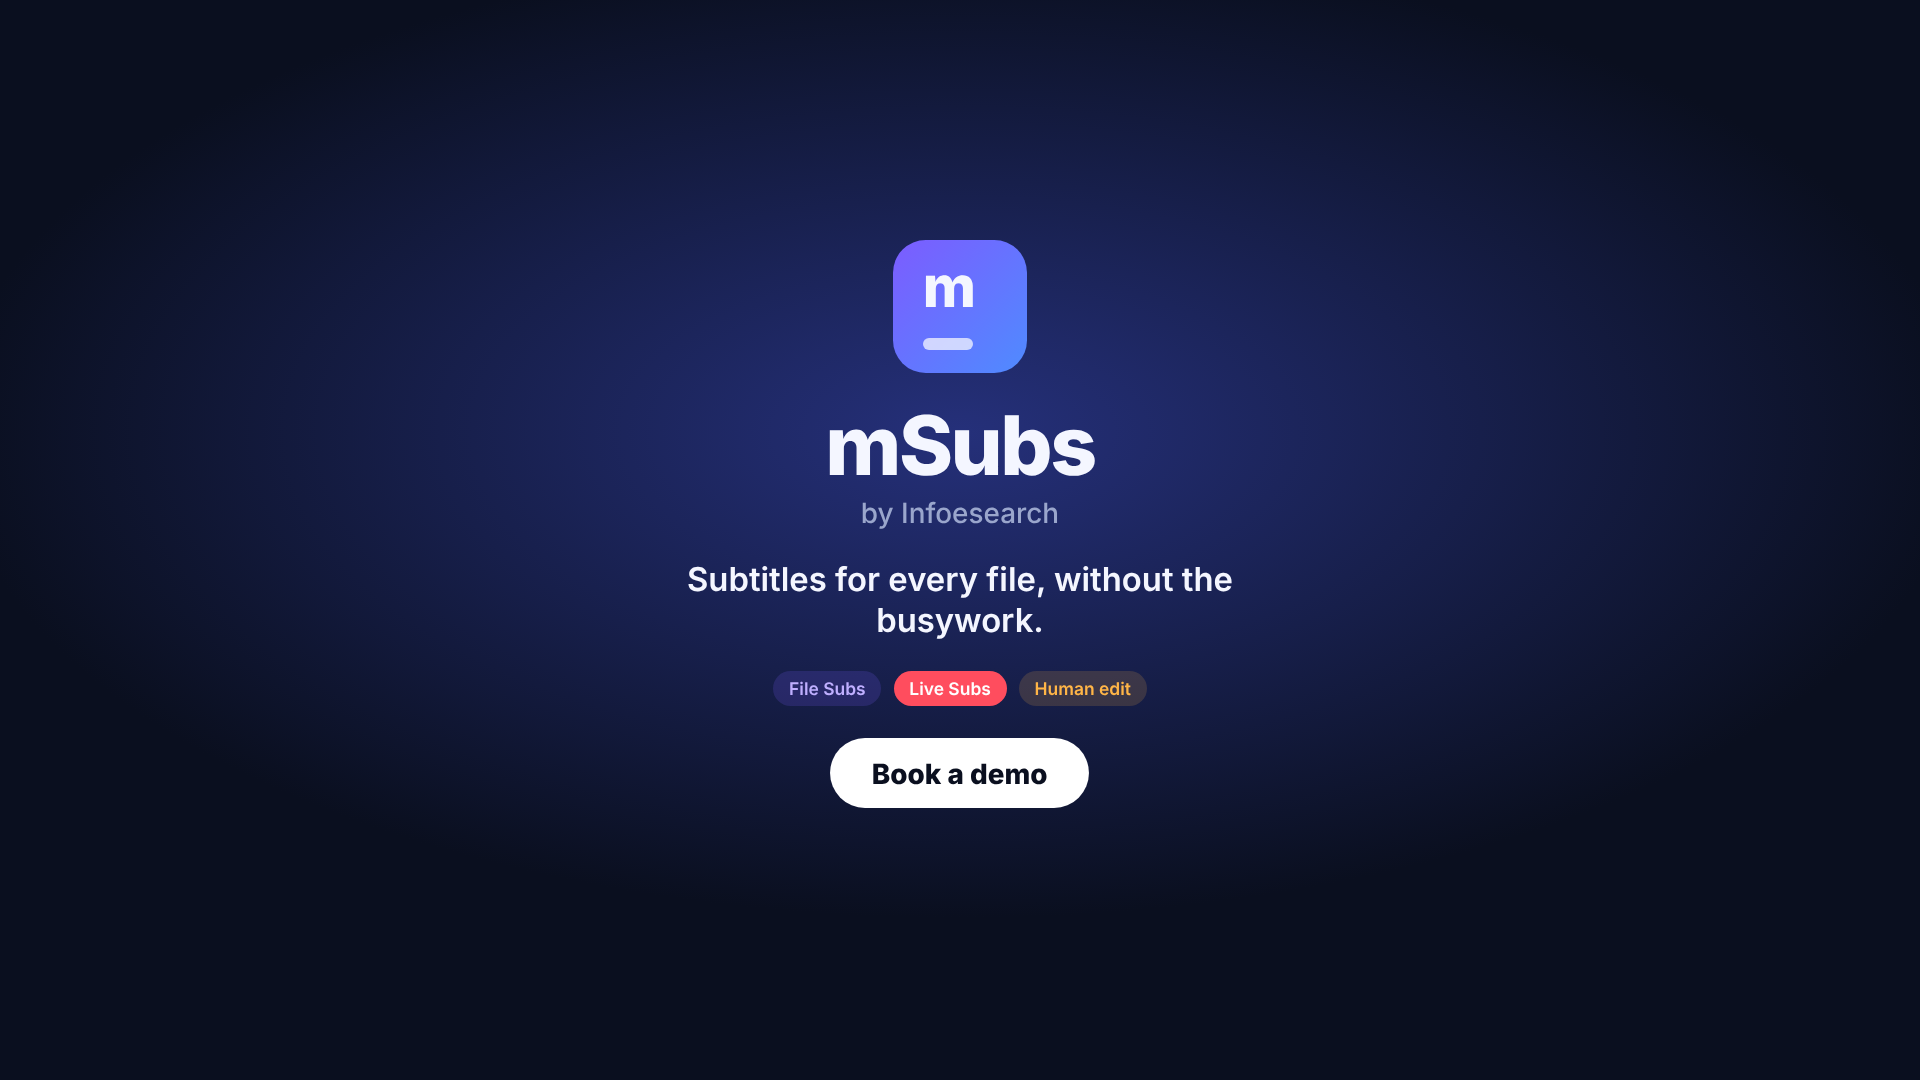 m
mSubs
by Infoesearch
Subtitles for every file, without the
busywork.
File Subs Live Subs Human edit
Book a demo